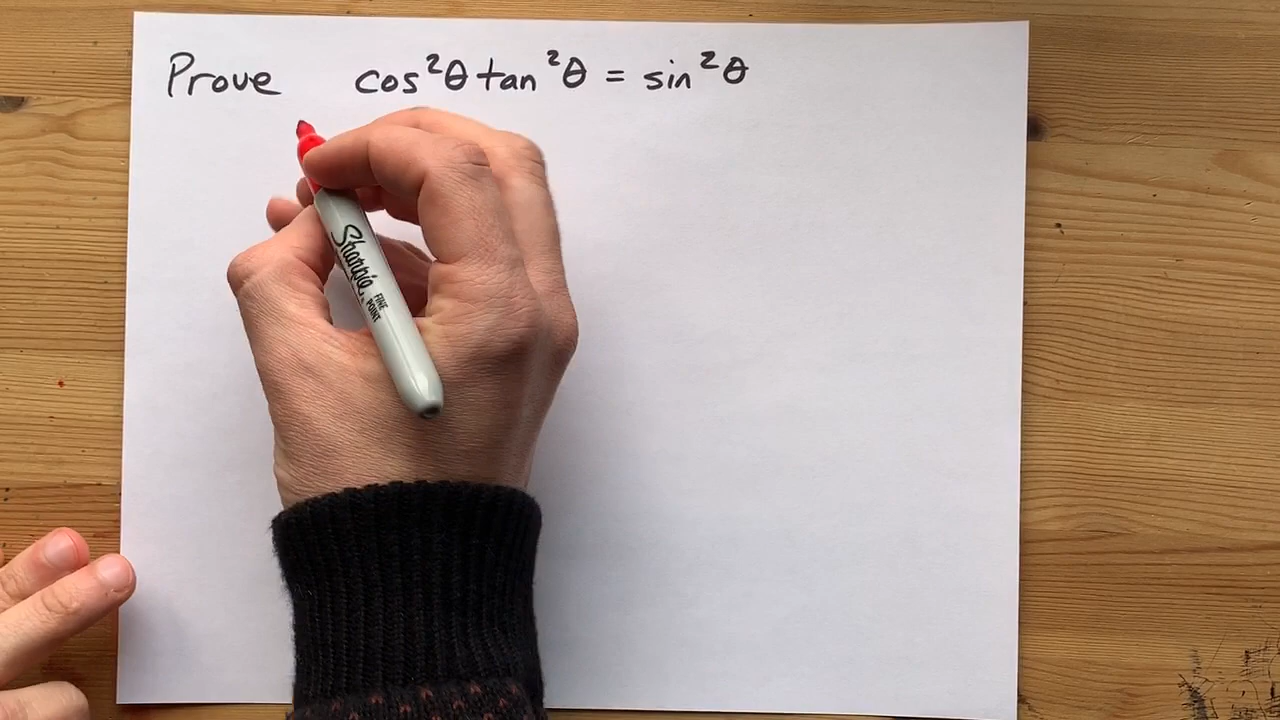 Prove cos²θ tan²θ = sin²θ
Sharpie.
FINE
POINT